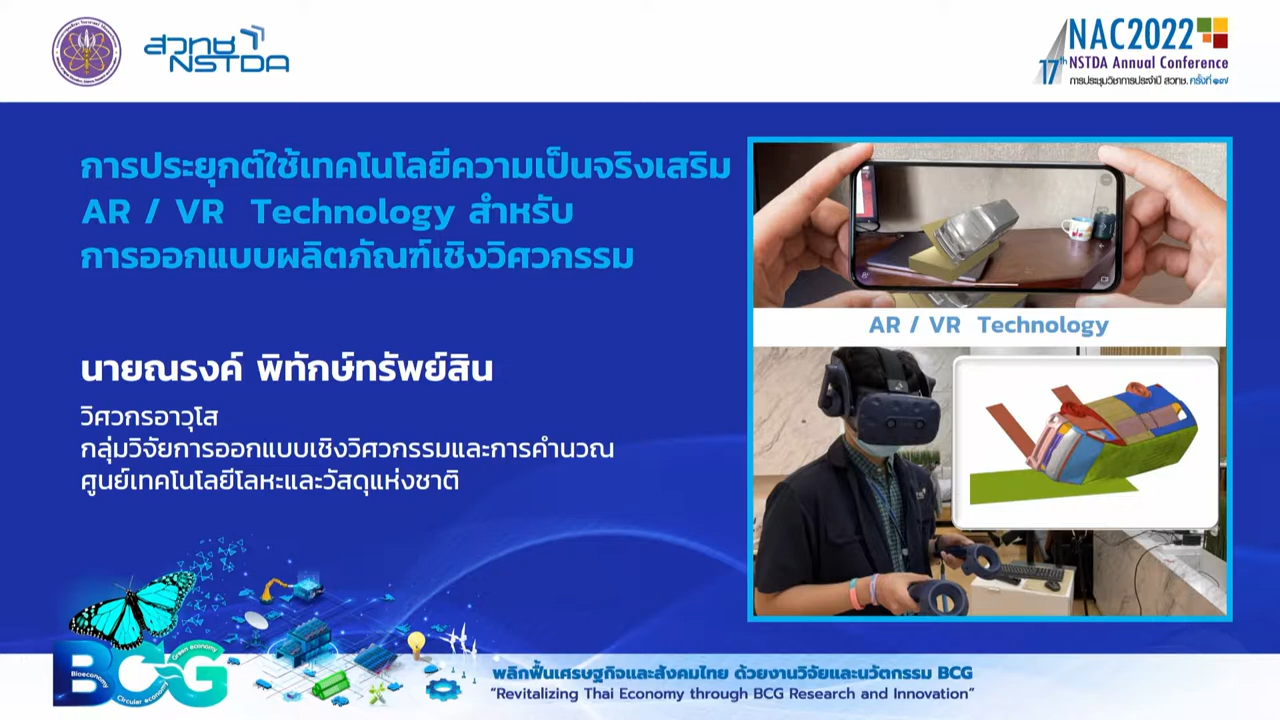 สวทช
NSTDA
NAC2022
17th NSTDA Annual Conference
การประชุมวิชาการประจำปี สวทช. ครั้งที่ ๑๗
การประยุกต์ใช้เทคโนโลยีความเป็นจริงเสริม
AR / VR Technology สำหรับ
การออกแบบผลิตภัณฑ์เชิงวิศวกรรม
AR / VR Technology
นายณรงค์ พิทักษ์ทรัพย์สิน
วิศวกรอาวุโส
กลุ่มวิจัยการออกแบบเชิงวิศวกรรมและการคำนวณ
ศูนย์เทคโนโลยีโลหะและวัสดุแห่งชาติ
BCG
Bioeconomy
Circular economy
Green economy
พลิกฟื้นเศรษฐกิจและสังคมไทย ด้วยงานวิจัยและนวัตกรรม BCG
“Revitalizing Thai Economy through BCG Research and Innovation”